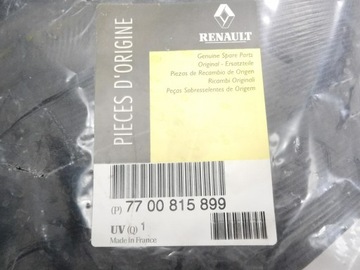 PIECES D'ORIGINE
RENAULT
Genuine Spare Parts
Original - Ersatzteile
Piezas de Recambio de Origen
Ricambi Originali
Peças Sobresselentes de Origem
(P) 77 00 815 899
UV (Q) 1
Made In France